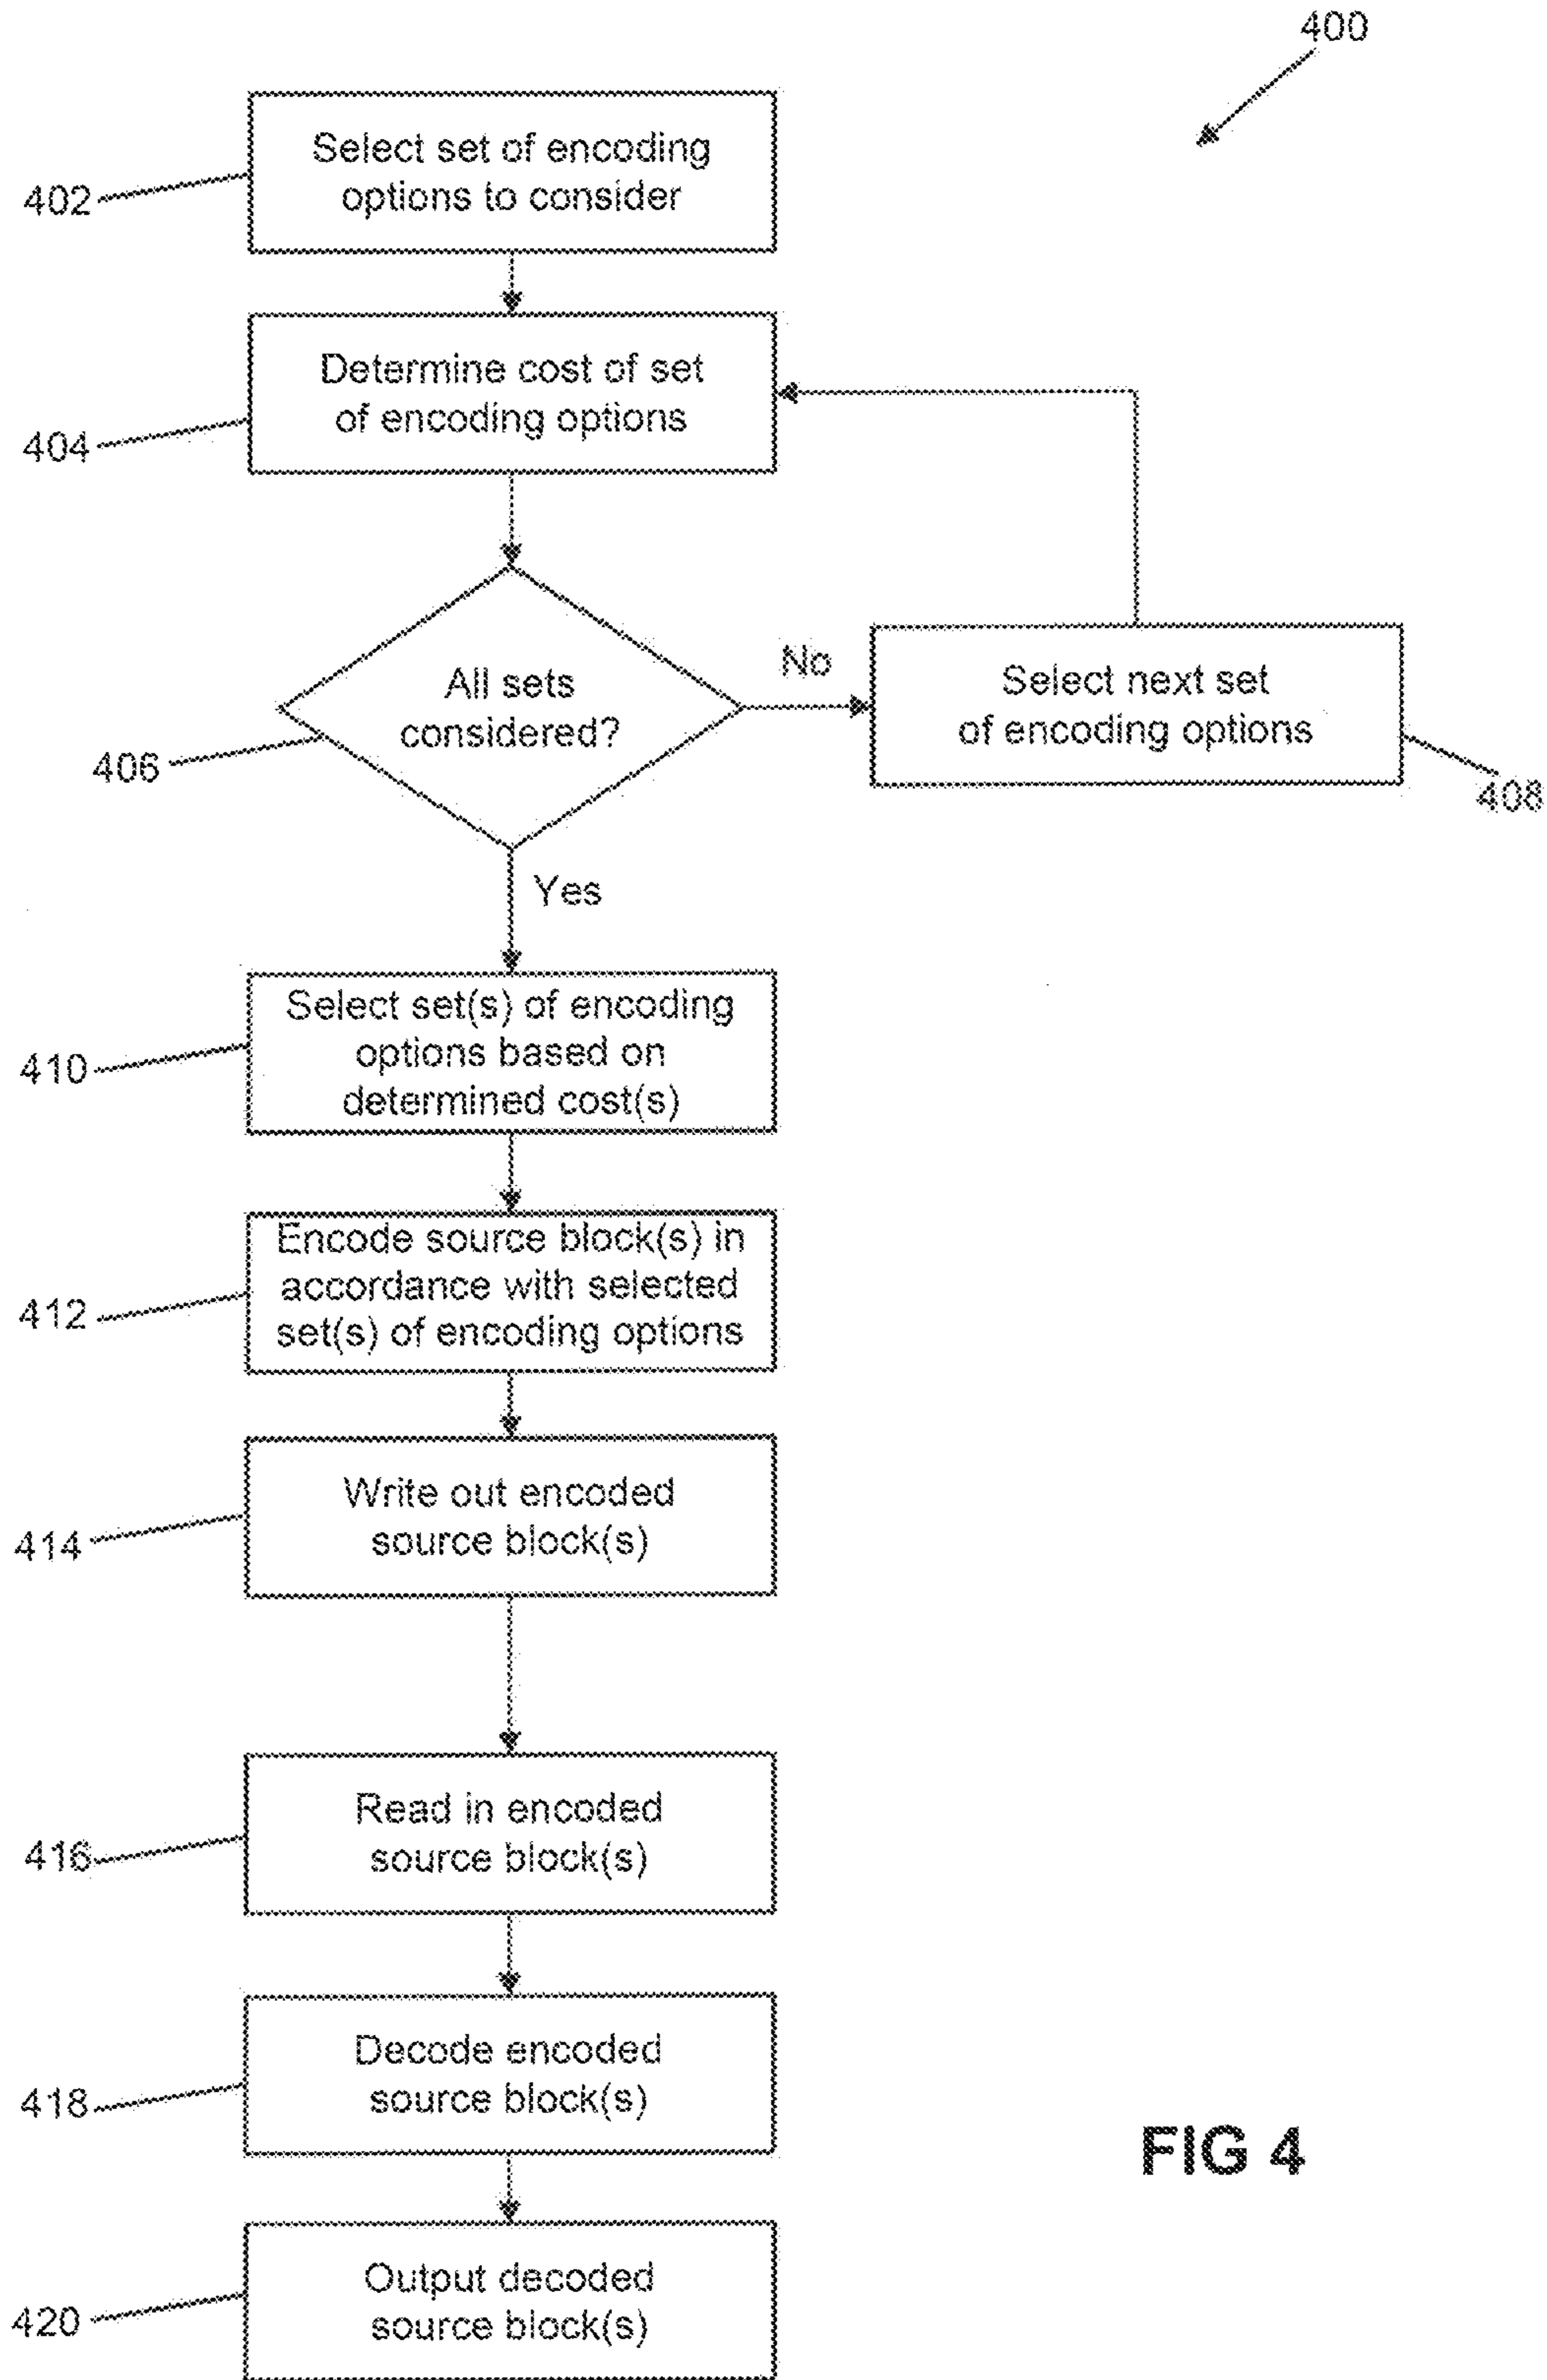 400
Select set of encoding
options to consider
402
Determine cost of set
of encoding options
404
All sets
considered?
406
No
Select next set
of encoding options
408
Yes
Select set(s) of encoding
options based on
determined cost(s)
410
Encode source block(s) in
accordance with selected
set(s) of encoding options
412
Write out encoded
source block(s)
414
Read in encoded
source block(s)
416
Decode encoded
source block(s)
418
FIG 4
Output decoded
source block(s)
420